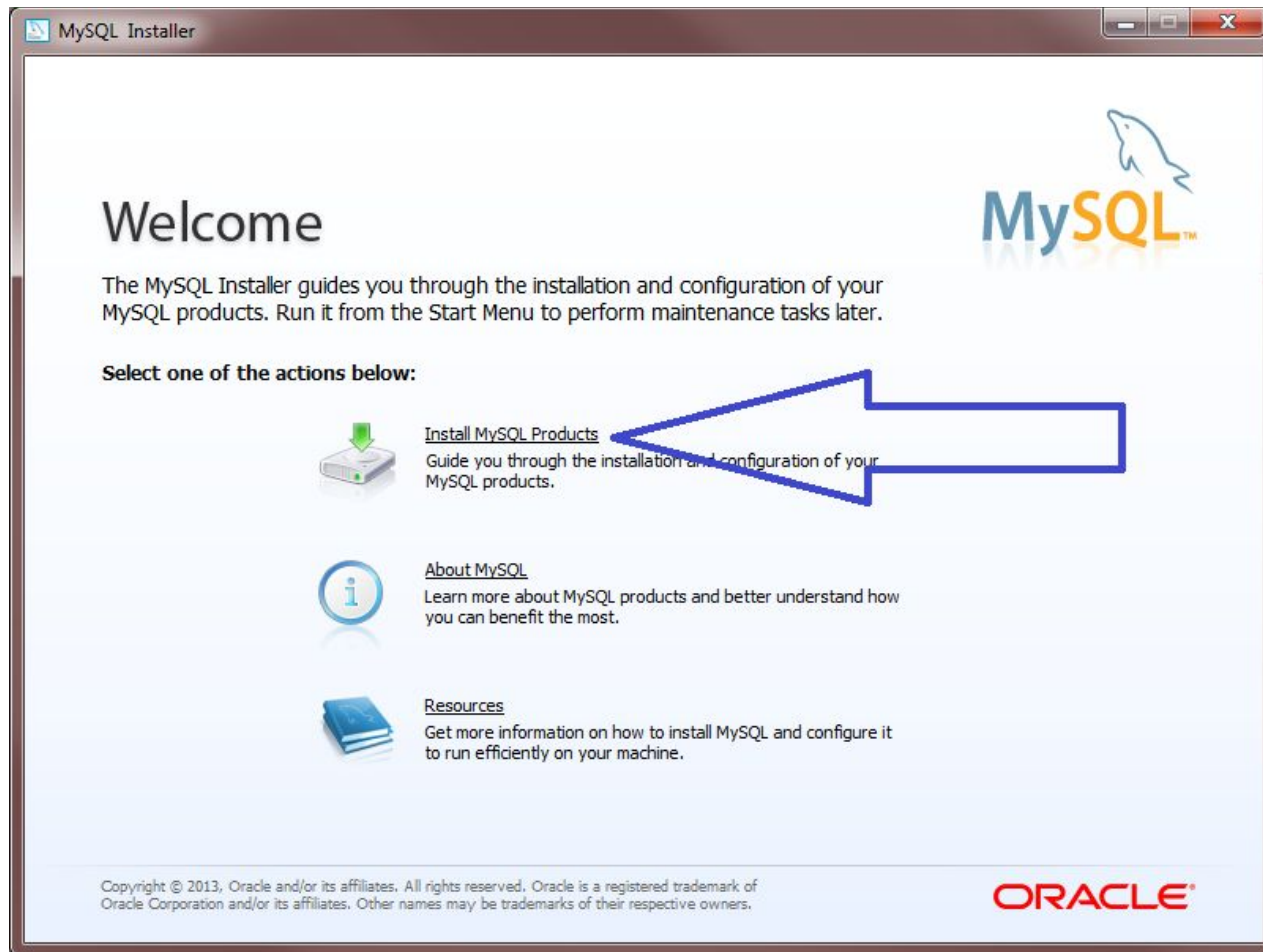 MySQL Installer
MySQL™
Welcome
The MySQL Installer guides you through the installation and configuration of your
MySQL products. Run it from the Start Menu to perform maintenance tasks later.
Select one of the actions below:
Install MySQL Products
Guide you through the installation and configuration of your
MySQL products.
About MySQL
Learn more about MySQL products and better understand how
you can benefit the most.
Resources
Get more information on how to install MySQL and configure it
to run efficiently on your machine.
Copyright © 2013, Oracle and/or its affiliates. All rights reserved. Oracle is a registered trademark of
Oracle Corporation and/or its affiliates. Other names may be trademarks of their respective owners.
ORACLE®